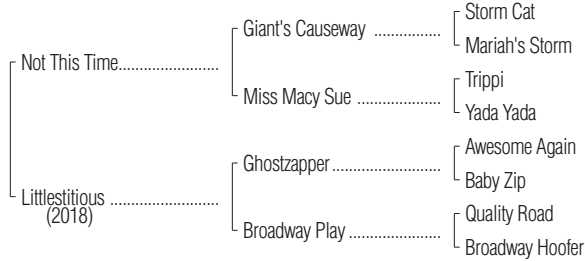 Storm Cat
Giant's Causeway ................
Mariah's Storm
Not This Time........................
Trippi
Miss Macy Sue ....................
Yada Yada
Awesome Again
Ghostzapper..........................
Baby Zip
Littlestitious ..........................
(2018)
Quality Road
Broadway Play ......................
Broadway Hoofer